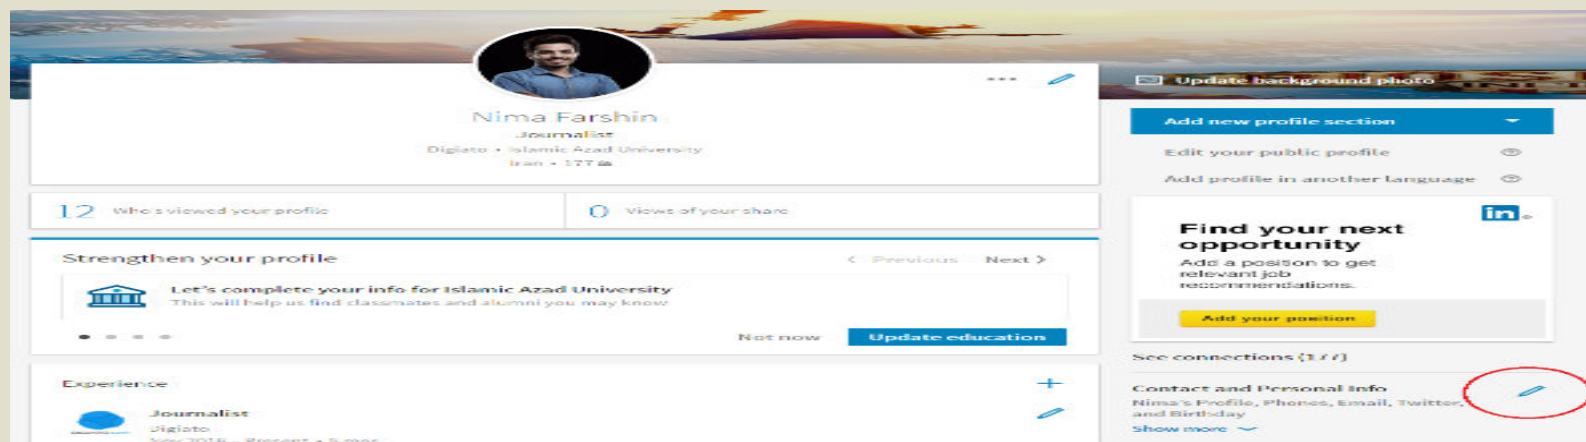 Update background photo
Nima Farshin
Journalist
Digiato • Islamic Azad University
Iran • 177
12 Who's viewed your profile
0 Views of your share
Strengthen your profile
Previous
Next
Let's complete your info for Islamic Azad University
This will help us find classmates and alumni you may know
Not now
Update education
Experience
Journalist
Digiato
Nov 2016 – Present • 5 mos
Add new profile section
Edit your public profile
Add profile in another language
in
Find your next
opportunity
Add a position to get
relevant job
recommendations.
Add your position
See connections (177)
Contact and Personal Info
Nima's Profile, Phones, Email, Twitter,
and Birthday
Show more